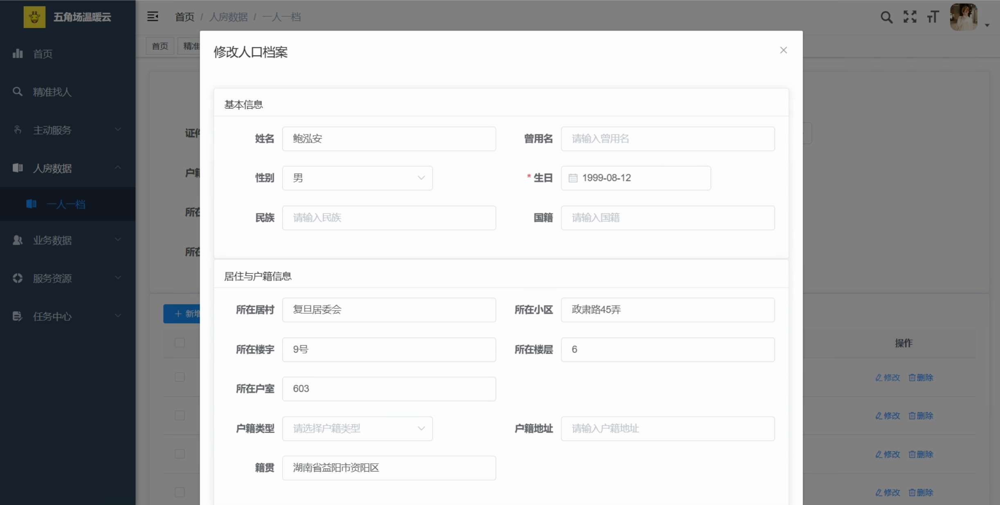 五角场温暖云
首页 / 人房数据 / 一人一档
首页
精准
首页
精准找人
主动服务
人房数据
一人一档
业务数据
服务资源
任务中心
修改人口档案
基本信息
姓名 鲍泓安
曾用名 请输入曾用名
性别 男
* 生日 1999-08-12
民族 请输入民族
国籍 请输入国籍
居住与户籍信息
所在居村 复旦居委会
所在小区 政肃路45弄
所在楼宇 9号
所在楼层 6
所在户室 603
户籍类型 请选择户籍类型
户籍地址 请输入户籍地址
籍贯 湖南省益阳市资阳区
所在
所在
+ 新增
操作
修改 删除
修改 删除
修改 删除
修改 删除